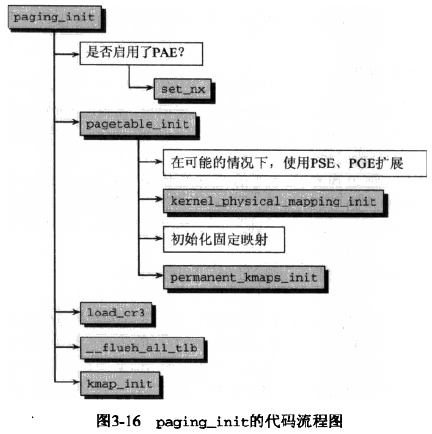 paging_init
是否启用了PAE?
set_nx
pagetable_init
在可能的情况下，使用PSE、PGE扩展
kernel_physical_mapping_init
初始化固定映射
permanent_kmaps_init
load_cr3
__flush_all_tlb
kmap_init
图3-16 paging_init的代码流程图